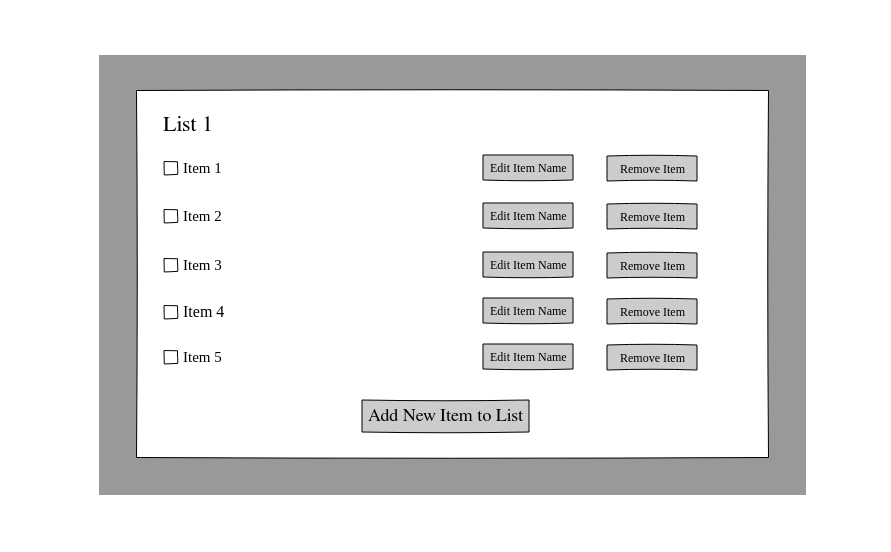 List 1
Item 1 Edit Item Name Remove Item
Item 2 Edit Item Name Remove Item
Item 3 Edit Item Name Remove Item
Item 4 Edit Item Name Remove Item
Item 5 Edit Item Name Remove Item
Add New Item to List